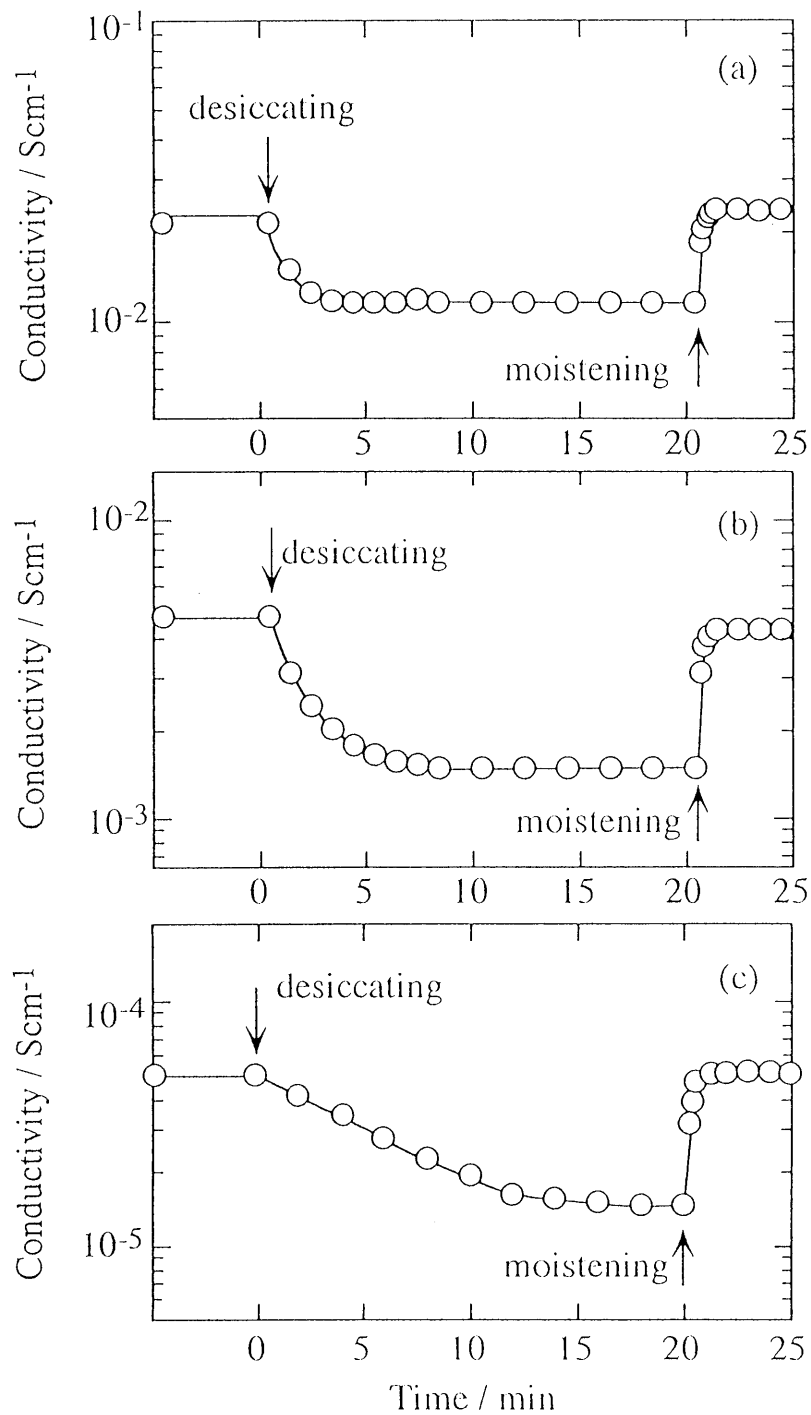 10-1
(a)
desiccating
Conductivity / Scm-1
10-2
moistening
0 5 10 15 20 25
10-2
(b)
desiccating
Conductivity / Scm-1
10-3
moistening
0 5 10 15 20 25
(c)
desiccating
10-4
Conductivity / Scm-1
10-5
moistening
0 5 10 15 20 25
Time / min